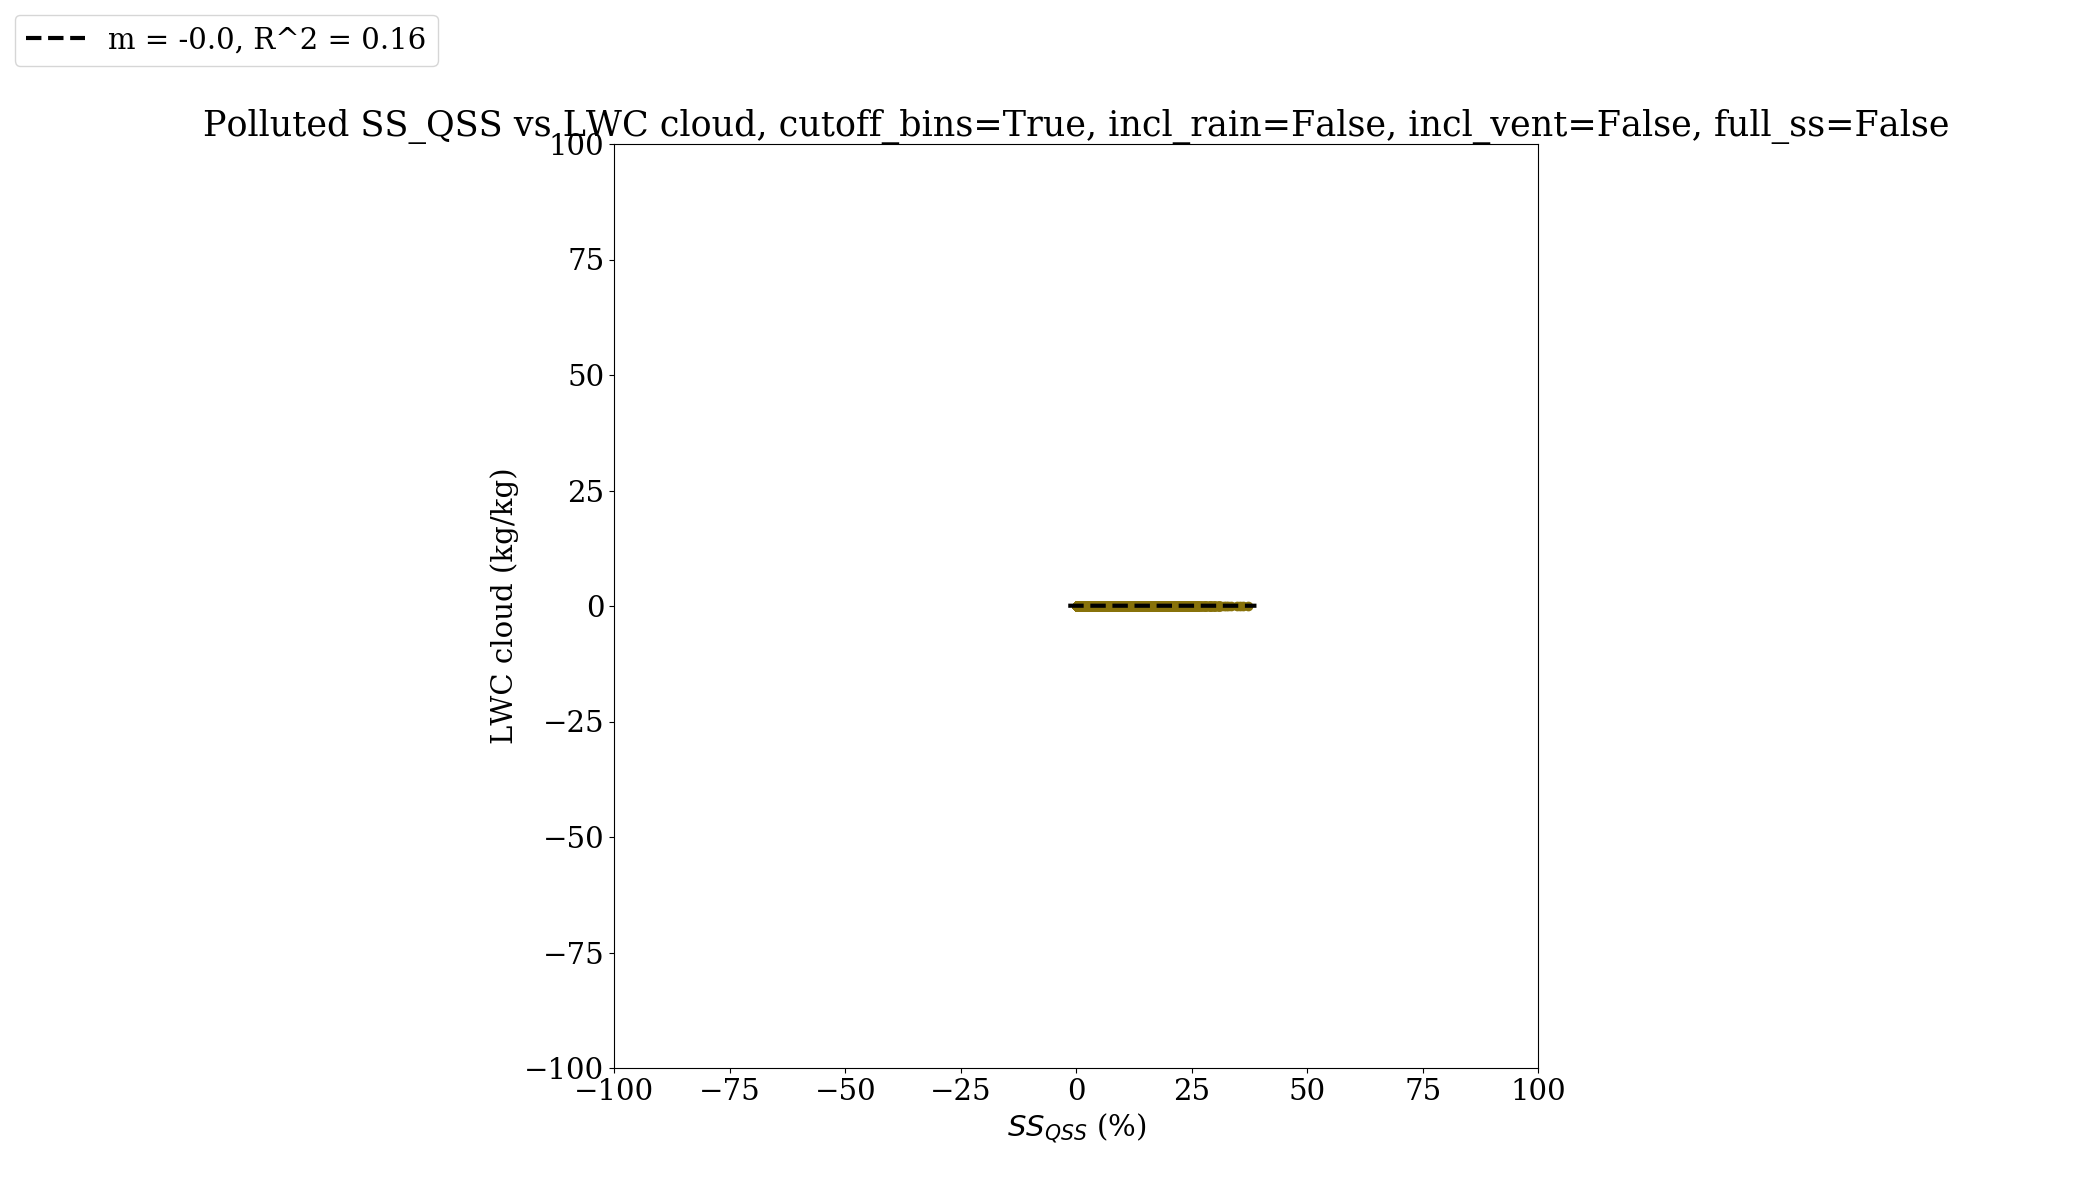 m = -0.0, R^2 = 0.16
Polluted SS_QSS vs LWC cloud, cutoff_bins=True, incl_rain=False, incl_vent=False, full_ss=False
100
75
50
25
0
−25
−50
−75
−100
LWC cloud (kg/kg)
−100 −75 −50 −25 0 25 50 75 100
SS_QSS (%)